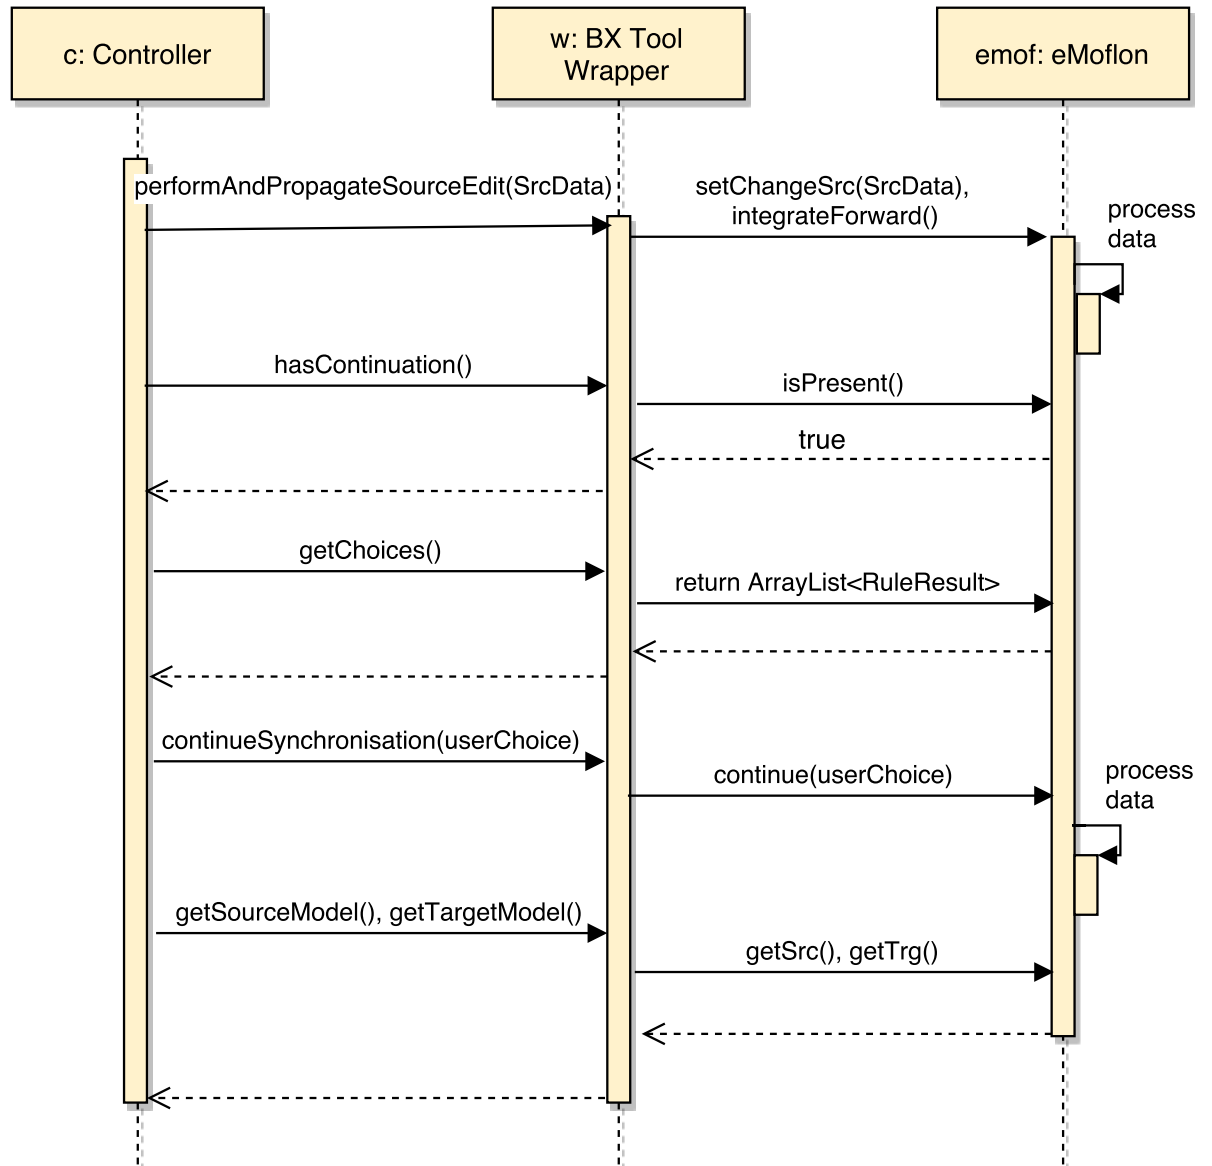 c: Controller
w: BX Tool
Wrapper
emof: eMoflon
performAndPropagateSourceEdit(SrcData)
setChangeSrc(SrcData),
integrateForward()
process
data
hasContinuation()
isPresent()
true
getChoices()
return ArrayList<RuleResult>
continueSynchronisation(userChoice)
continue(userChoice)
process
data
getSourceModel(), getTargetModel()
getSrc(), getTrg()